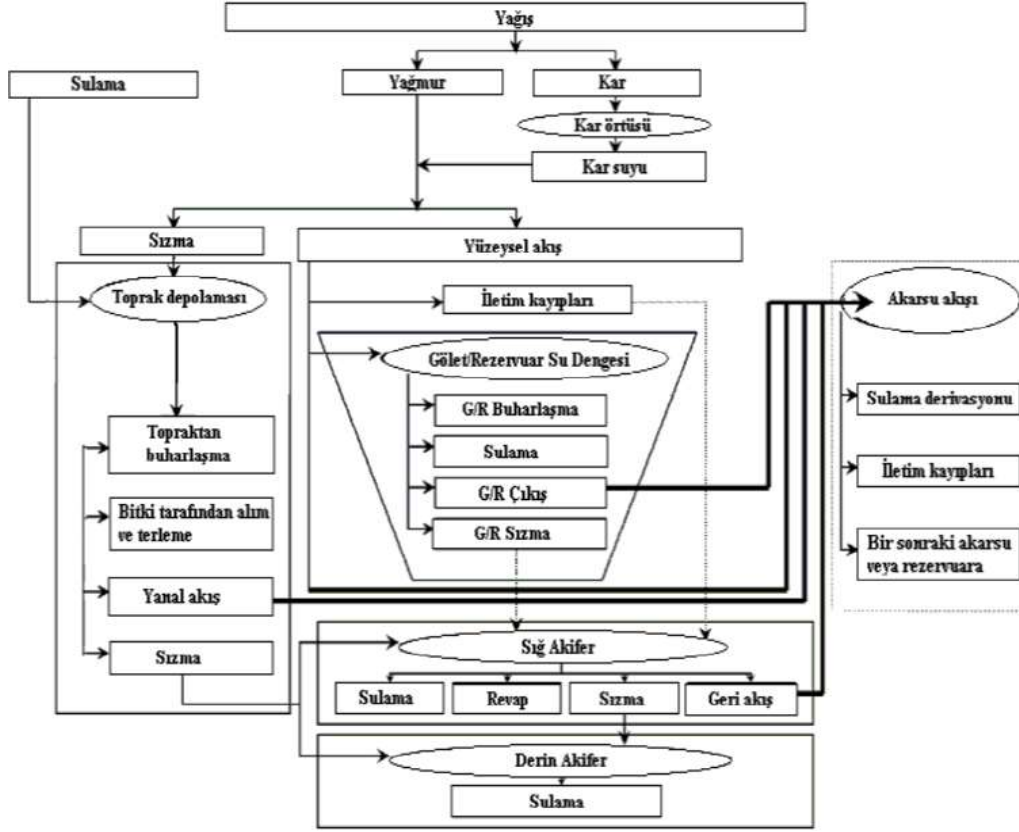 Yağış
Sulama
Yağmur
Kar
Kar örtüsü
Kar suyu
Sızma
Yüzeysel akış
Toprak depolaması
İletim kayıpları
Akarsu akışı
Gölet/Rezervuar Su Dengesi
G/R Buharlaşma
Sulama
G/R Çıkış
G/R Sızma
Topraktan
buharlaşma
Bitki tarafından alım
ve terleme
Yanal akış
Sızma
Sulama derivasyonu
İletim kayıpları
Bir sonraki akarsu
veya rezervuara
Sığ Akifer
Sulama
Revap
Sızma
Geri akış
Derin Akifer
Sulama